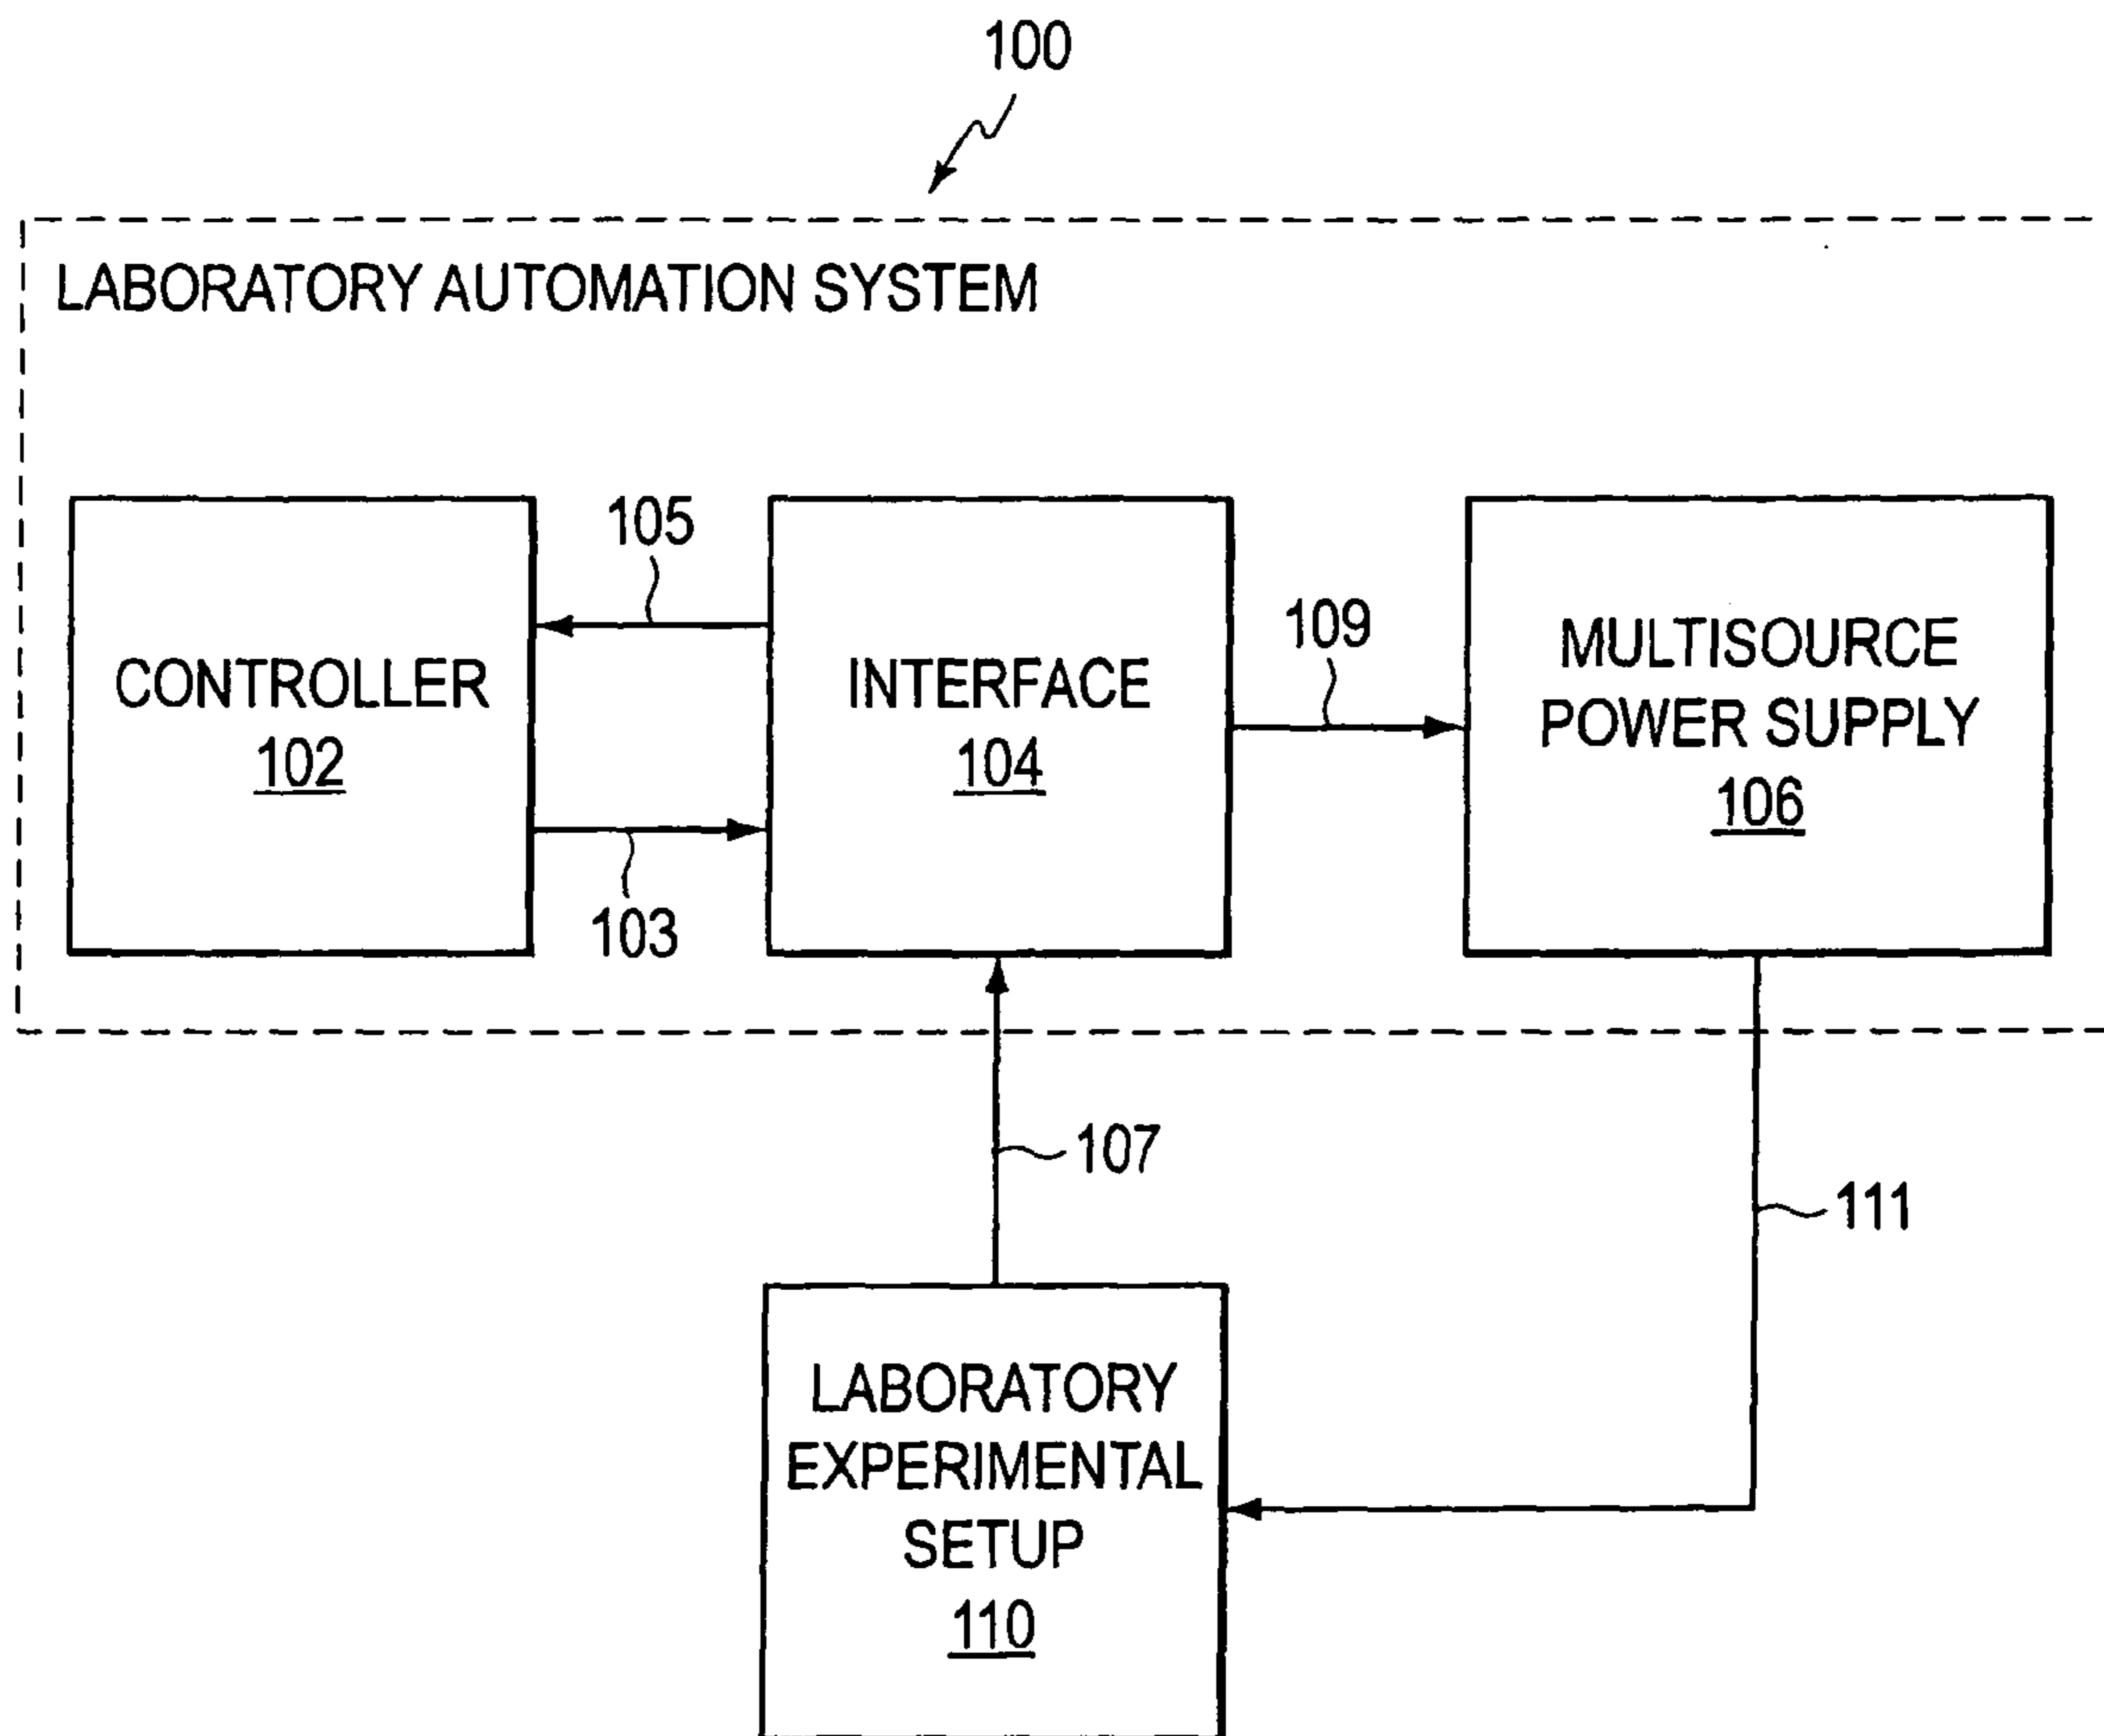 100
LABORATORY AUTOMATION SYSTEM
105
109
CONTROLLER
102
INTERFACE
104
MULTISOURCE
POWER SUPPLY
106
103
107
111
LABORATORY
EXPERIMENTAL
SETUP
110